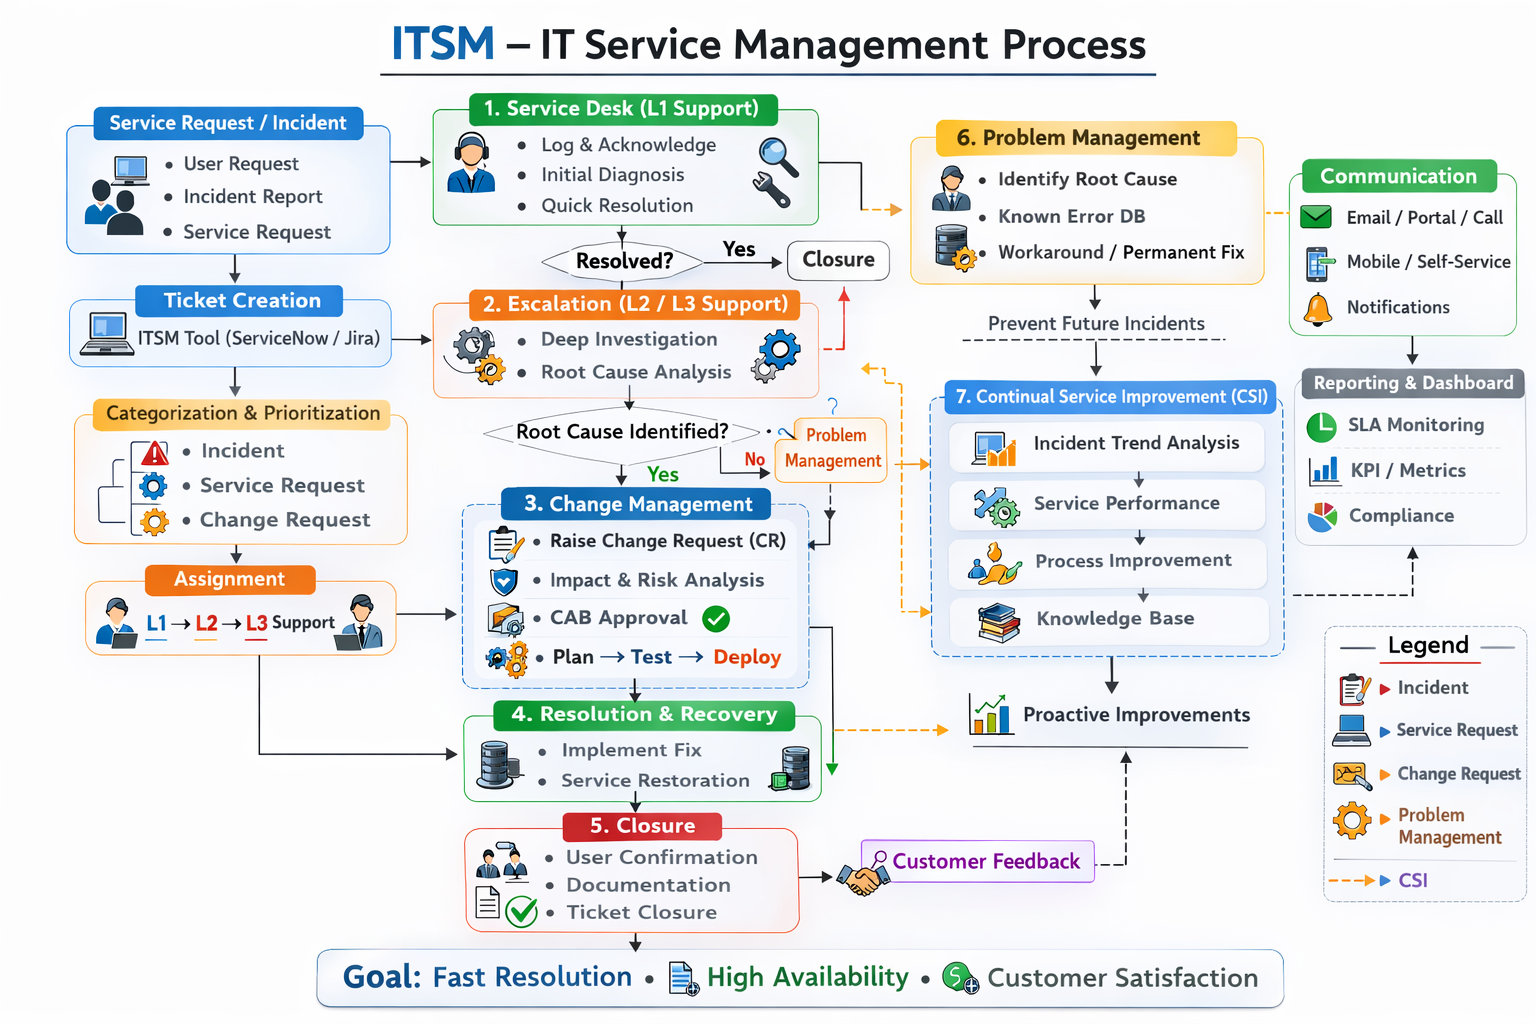 ITSM – IT Service Management Process
Service Request / Incident
• User Request
• Incident Report
• Service Request
Ticket Creation
ITSM Tool (ServiceNow / Jira)
Categorization & Prioritization
• Incident
• Service Request
• Change Request
Assignment
L1 → L2 → L3 Support
1. Service Desk (L1 Support)
• Log & Acknowledge
• Initial Diagnosis
• Quick Resolution
Resolved?
Yes
Closure
2. Escalation (L2 / L3 Support)
• Deep Investigation
• Root Cause Analysis
Root Cause Identified?
?
No
Yes
Problem
Management
3. Change Management
• Raise Change Request (CR)
• Impact & Risk Analysis
• CAB Approval
• Plan → Test → Deploy
4. Resolution & Recovery
• Implement Fix
• Service Restoration
5. Closure
• User Confirmation
• Documentation
• Ticket Closure
Customer Feedback
6. Problem Management
• Identify Root Cause
• Known Error DB
• Workaround / Permanent Fix
Prevent Future Incidents
7. Continual Service Improvement (CSI)
Incident Trend Analysis
Service Performance
Process Improvement
Knowledge Base
Proactive Improvements
Communication
Email / Portal / Call
Mobile / Self-Service
Notifications
Reporting & Dashboard
SLA Monitoring
KPI / Metrics
Compliance
Legend
Incident
Service Request
Change Request
Problem
Management
CSI
Goal: Fast Resolution • High Availability • Customer Satisfaction